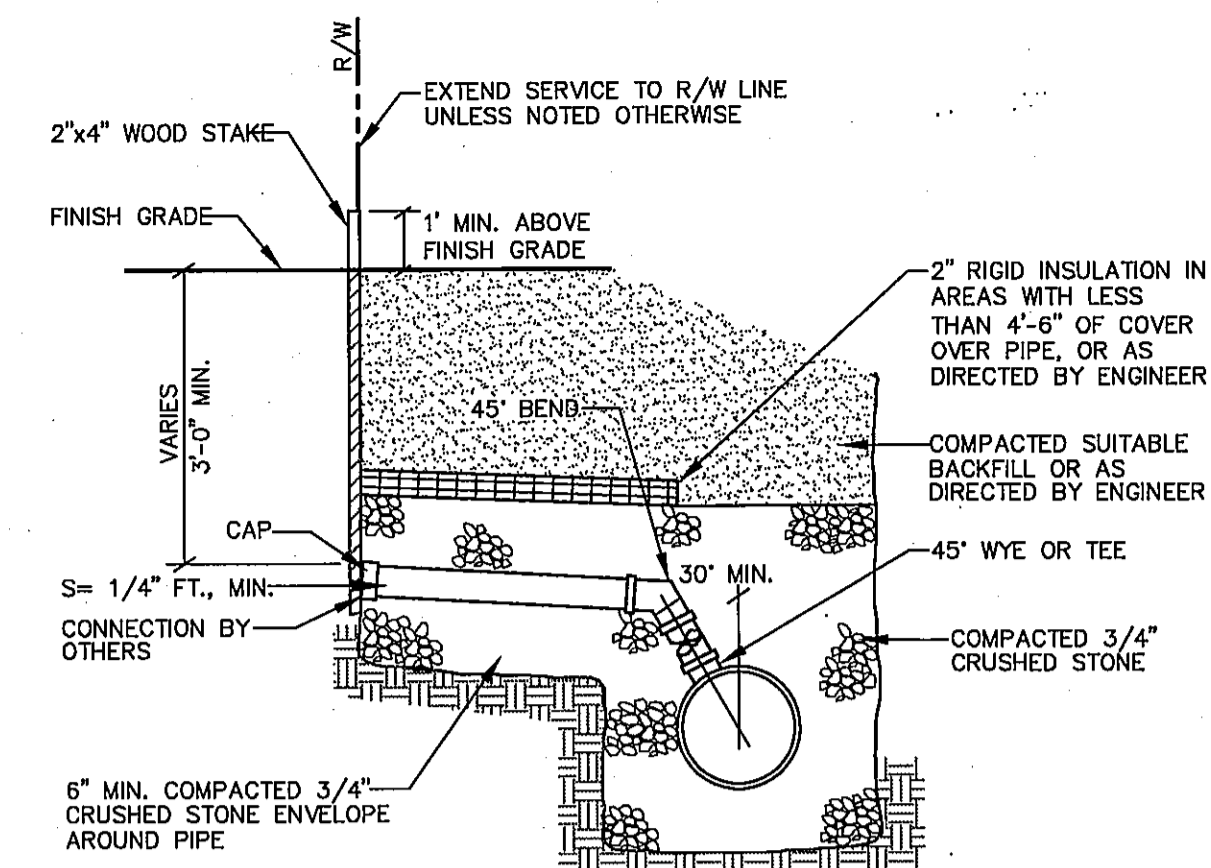 R/W
EXTEND SERVICE TO R/W LINE
UNLESS NOTED OTHERWISE
2"x4" WOOD STAKE
FINISH GRADE
1' MIN. ABOVE
FINISH GRADE
2" RIGID INSULATION IN
AREAS WITH LESS
THAN 4'-6" OF COVER
OVER PIPE, OR AS
DIRECTED BY ENGINEER
VARIES
3'-0" MIN.
45° BEND
COMPACTED SUITABLE
BACKFILL OR AS
DIRECTED BY ENGINEER
CAP
30° MIN.
45° WYE OR TEE
S= 1/4" FT., MIN.
CONNECTION BY
OTHERS
COMPACTED 3/4"
CRUSHED STONE
6" MIN. COMPACTED 3/4"
CRUSHED STONE ENVELOPE
AROUND PIPE